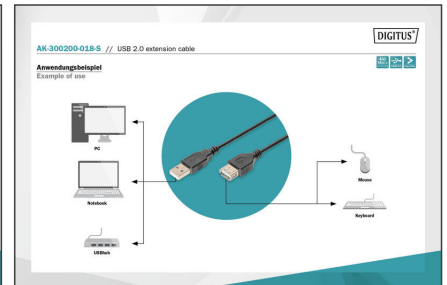 DIGITUS®
AK-300200-018-S // USB 2.0 extension cable
Anwendungsbeispiel
Example of use
PC
Notebook
USBhub
Mouse
Keyboard